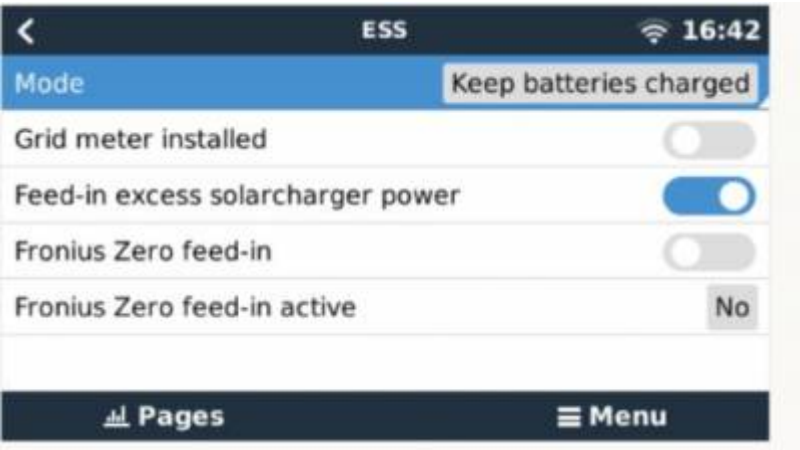 ESS 16:42
Mode Keep batteries charged
Grid meter installed
Feed-in excess solarcharger power
Fronius Zero feed-in
Fronius Zero feed-in active No
Pages Menu